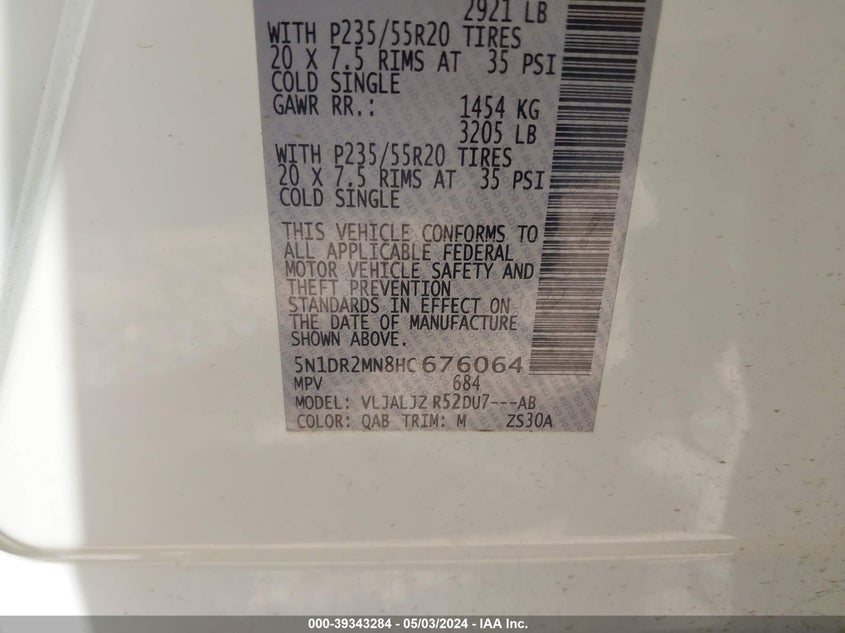 2921 LB
WITH P235/55R20 TIRES
20 X 7.5 RIMS AT 35 PSI
COLD SINGLE
GAWR RR.: 1454 KG
3205 LB
WITH P235/55R20 TIRES
20 X 7.5 RIMS AT 35 PSI
COLD SINGLE
THIS VEHICLE CONFORMS TO
ALL APPLICABLE FEDERAL
MOTOR VEHICLE SAFETY AND
THEFT PREVENTION
STANDARDS IN EFFECT ON
THE DATE OF MANUFACTURE
SHOWN ABOVE.
5N1DR2MN8HC676064
MPV 684
MODEL: VLJALJZ R52DU7---AB
COLOR: QAB TRIM: M ZS30A
000-39343284 - 05/03/2024 - IAA Inc.